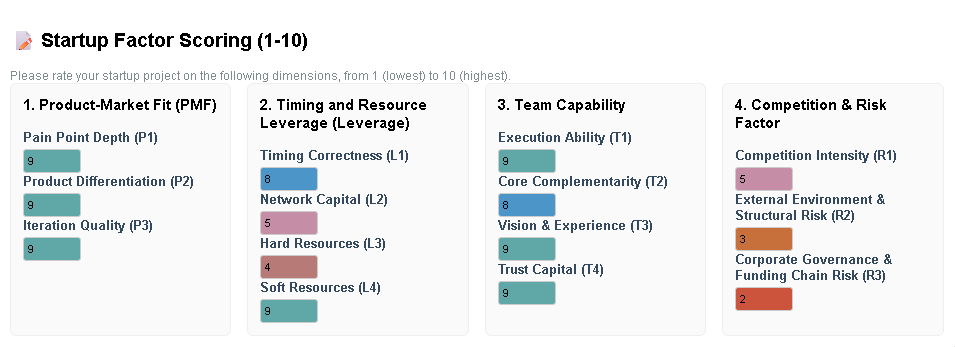 Startup Factor Scoring (1-10)
Please rate your startup project on the following dimensions, from 1 (lowest) to 10 (highest).
1. Product-Market Fit (PMF)
Pain Point Depth (P1)
9
Product Differentiation (P2)
9
Iteration Quality (P3)
9
2. Timing and Resource
Leverage (Leverage)
Timing Correctness (L1)
8
Network Capital (L2)
5
Hard Resources (L3)
4
Soft Resources (L4)
9
3. Team Capability
Execution Ability (T1)
9
Core Complementarity (T2)
8
Vision & Experience (T3)
9
Trust Capital (T4)
9
4. Competition & Risk
Factor
Competition Intensity (R1)
5
External Environment &
Structural Risk (R2)
3
Corporate Governance &
Funding Chain Risk (R3)
2